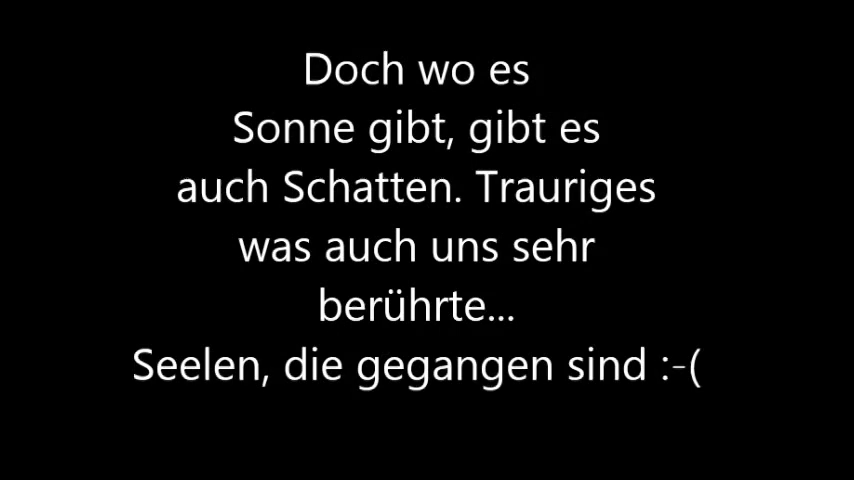 Doch wo es
Sonne gibt, gibt es
auch Schatten. Trauriges
was auch uns sehr
berührte...
Seelen, die gegangen sind :-(